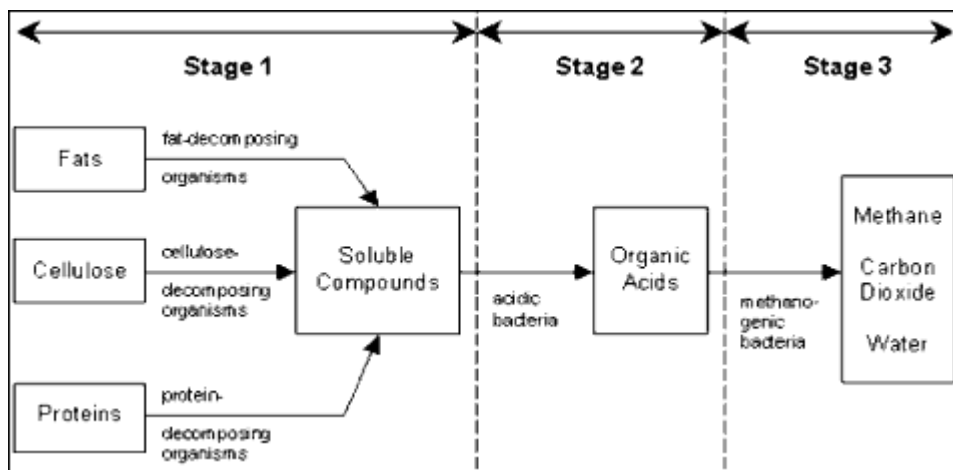 Stage 1
Stage 2
Stage 3
Fats
fat-decomposing
organisms
Cellulose
cellulose-
decomposing
organisms
Proteins
protein-
decomposing
organisms
Soluble
Compounds
acidic
bacteria
Organic
Acids
methano-
genic
bacteria
Methane
Carbon
Dioxide
Water